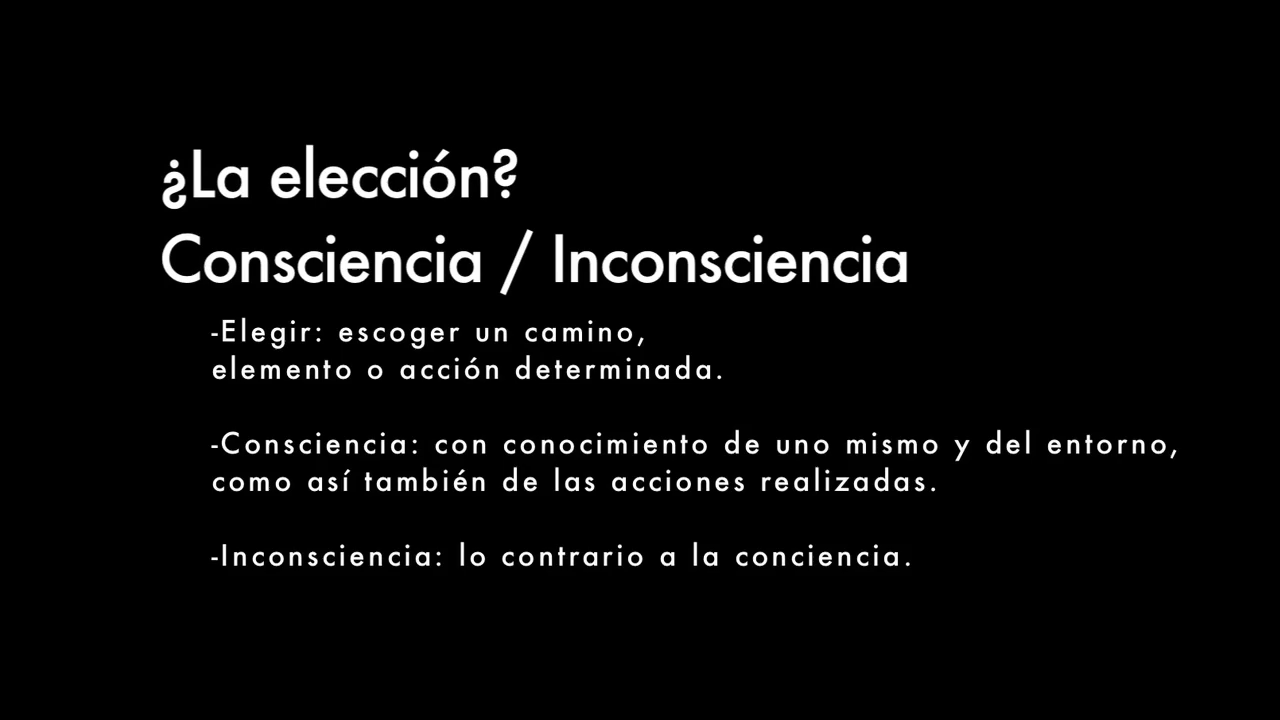 ¿La elección?
Consciencia / Inconsciencia
-Elegir: escoger un camino,
elemento o acción determinada.
-Consciencia: con conocimiento de uno mismo y del entorno,
como así también de las acciones realizadas.
-Inconsciencia: lo contrario a la conciencia.